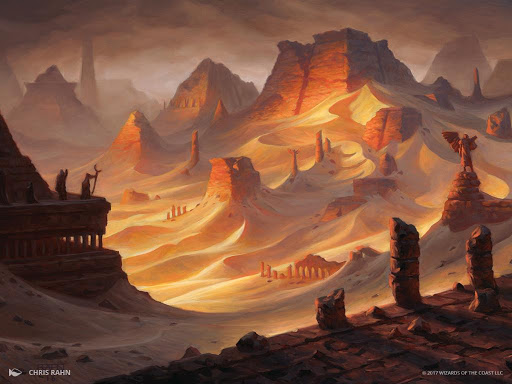 CHRIS RAHN
© 2017 WIZARDS OF THE COAST LLC